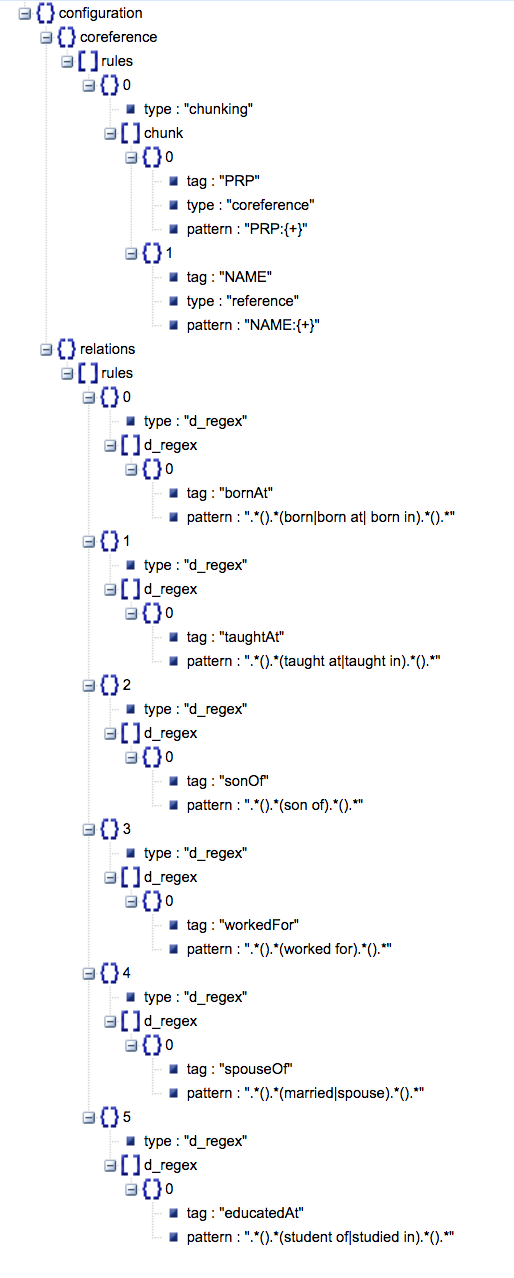 configuration
coreference
rules
0
type : "chunking"
chunk
0
tag : "PRP"
type : "coreference"
pattern : "PRP:{+}"
1
tag : "NAME"
type : "reference"
pattern : "NAME:{+}"
relations
rules
0
type : "d_regex"
d_regex
0
tag : "bornAt"
pattern : ".*().*(born|born at| born in).*().*"
1
type : "d_regex"
d_regex
0
tag : "taughtAt"
pattern : ".*().*(taught at|taught in).*().*"
2
type : "d_regex"
d_regex
0
tag : "sonOf"
pattern : ".*().*(son of).*().*"
3
type : "d_regex"
d_regex
0
tag : "workedFor"
pattern : ".*().*(worked for).*().*"
4
type : "d_regex"
d_regex
0
tag : "spouseOf"
pattern : ".*().*(married|spouse).*().*"
5
type : "d_regex"
d_regex
0
tag : "educatedAt"
pattern : ".*().*(student of|studied in).*().*"